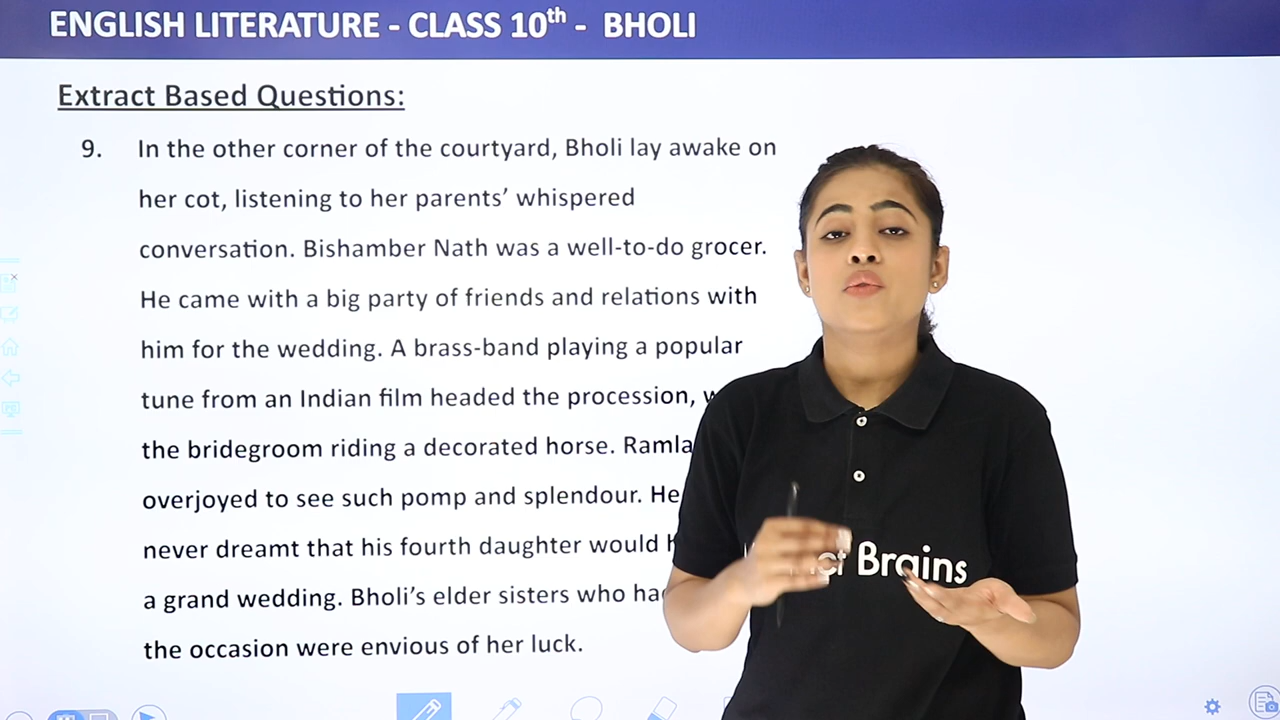 ENGLISH LITERATURE - CLASS 10th - BHOLI
Extract Based Questions:
9. In the other corner of the courtyard, Bholi lay awake on
her cot, listening to her parents’ whispered
conversation. Bishamber Nath was a well-to-do grocer.
He came with a big party of friends and relations with
him for the wedding. A brass-band playing a popular
tune from an Indian film headed the procession,
the bridegroom riding a decorated horse.
overjoyed to see such pomp and splendour.
never dreamt that his fourth daughter would
a grand wedding. Bholi’s elder sisters who
the occasion were envious of her luck.
Brains